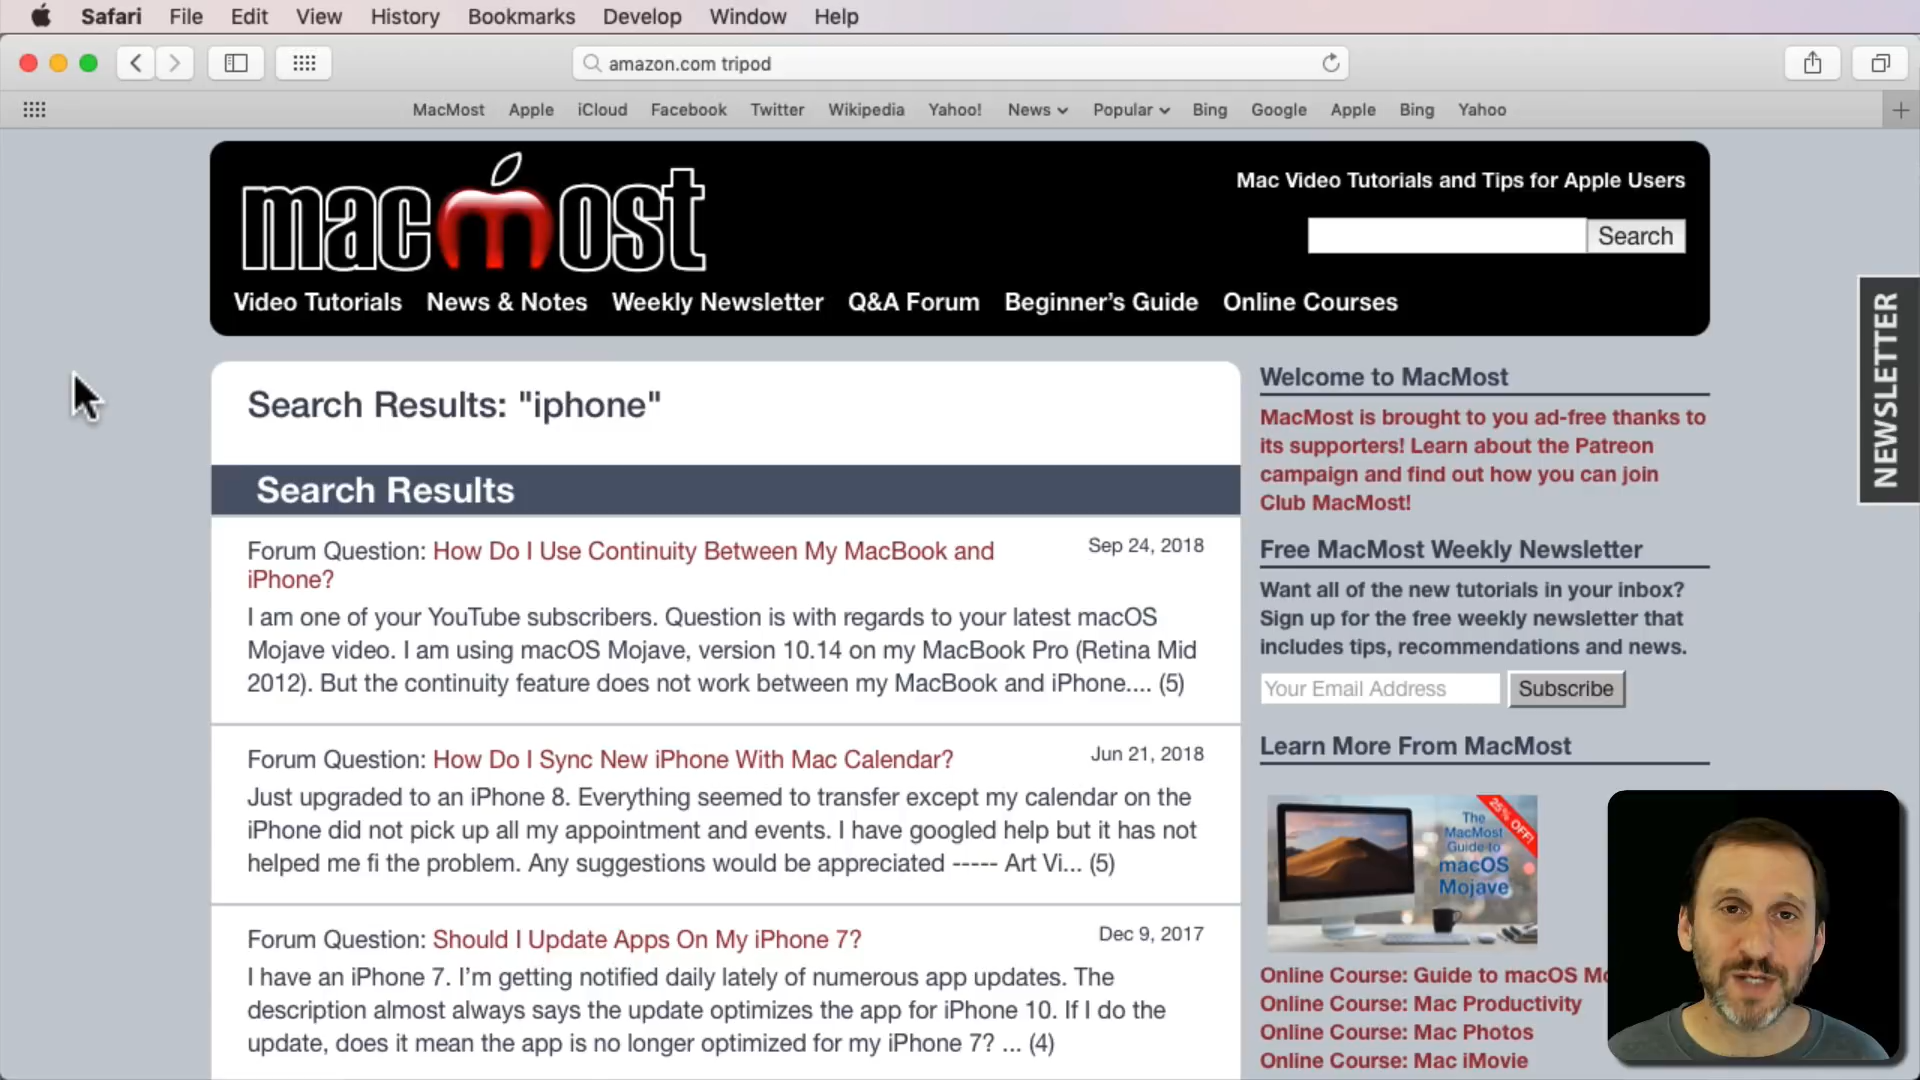 Safari File Edit View History Bookmarks Develop Window Help
amazon.com tripod
MacMost Apple iCloud Facebook Twitter Wikipedia Yahoo! News Popular Bing Google Apple Bing Yahoo
macmost
Mac Video Tutorials and Tips for Apple Users
Search
Video Tutorials News & Notes Weekly Newsletter Q&A Forum Beginner's Guide Online Courses
NEWSLETTER
Search Results: "iphone"
Search Results
Forum Question: How Do I Use Continuity Between My MacBook and
iPhone?
Sep 24, 2018
I am one of your YouTube subscribers. Question is with regards to your latest macOS
Mojave video. I am using macOS Mojave, version 10.14 on my MacBook Pro (Retina Mid
2012). But the continuity feature does not work between my MacBook and iPhone.... (5)
Forum Question: How Do I Sync New iPhone With Mac Calendar?
Jun 21, 2018
Just upgraded to an iPhone 8. Everything seemed to transfer except my calendar on the
iPhone did not pick up all my appointment and events. I have googled help but it has not
helped me fi the problem. Any suggestions would be appreciated ----- Art Vi... (5)
Forum Question: Should I Update Apps On My iPhone 7?
Dec 9, 2017
I have an iPhone 7. I'm getting notified daily lately of numerous app updates. The
description almost always says the update optimizes the app for iPhone 10. If I do the
update, does it mean the app is no longer optimized for my iPhone 7? ... (4)
Welcome to MacMost
MacMost is brought to you ad-free thanks to
its supporters! Learn about the Patreon
campaign and find out how you can join
Club MacMost!
Free MacMost Weekly Newsletter
Want all of the new tutorials in your inbox?
Sign up for the free weekly newsletter that
includes tips, recommendations and news.
Your Email Address Subscribe
Learn More From MacMost
25% OFF!
The
MacMost
Guide to
macOS
Mojave
Online Course: Guide to macOS Mo
Online Course: Mac Productivity
Online Course: Mac Photos
Online Course: Mac iMovie